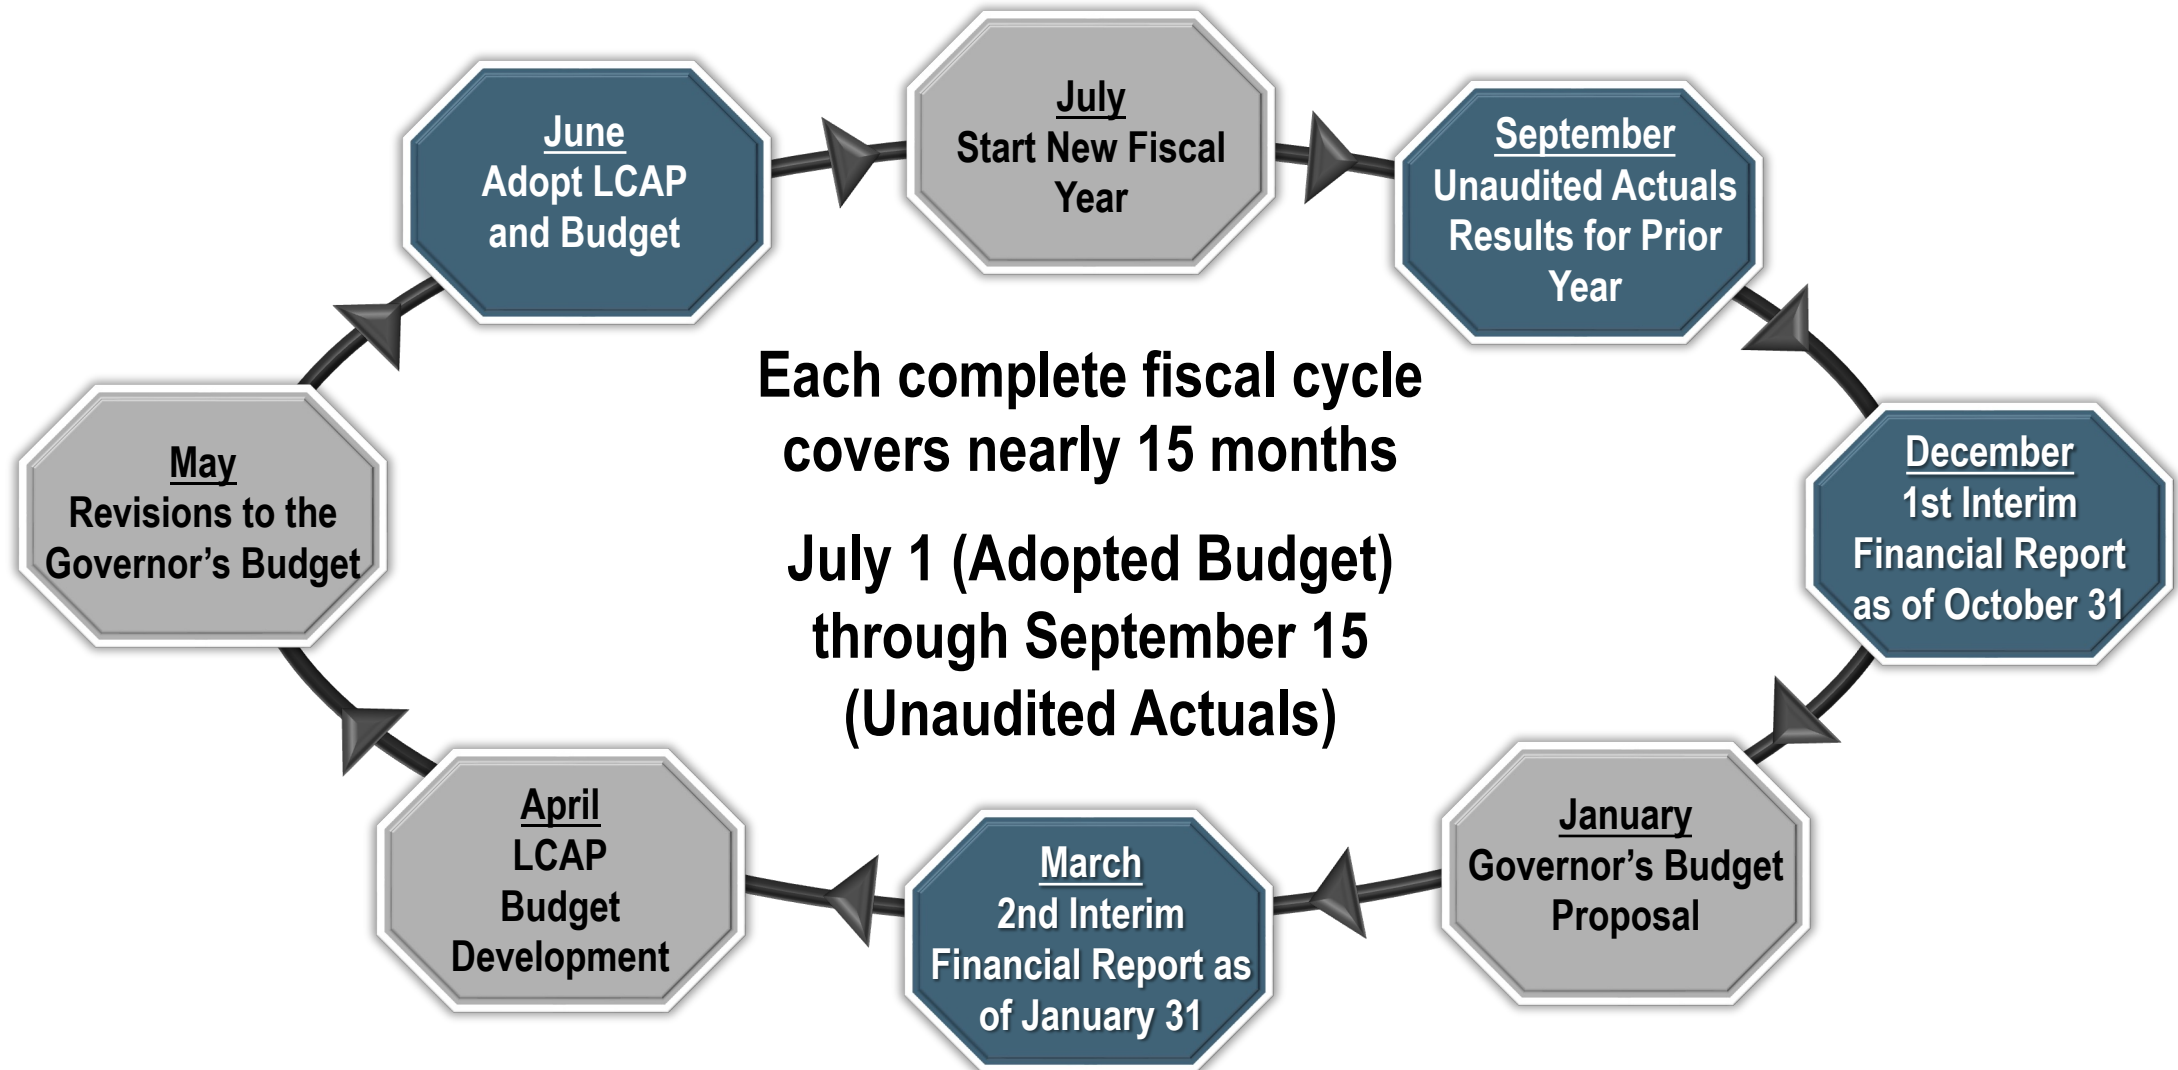 July
Start New Fiscal
Year
September
Unaudited Actuals
Results for Prior
Year
December
1st Interim
Financial Report
as of October 31
January
Governor’s Budget
Proposal
March
2nd Interim
Financial Report as
of January 31
April
LCAP
Budget
Development
May
Revisions to the
Governor’s Budget
June
Adopt LCAP
and Budget
Each complete fiscal cycle
covers nearly 15 months
July 1 (Adopted Budget)
through September 15
(Unaudited Actuals)